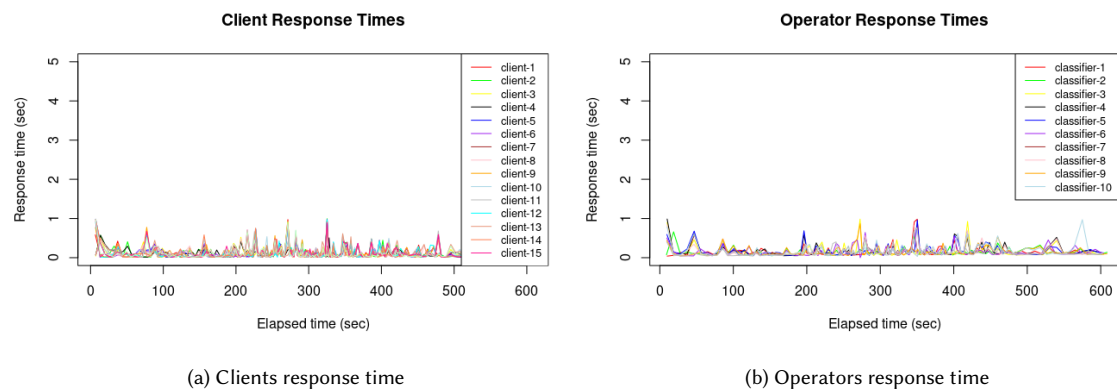 Client Response Times
Response time (sec)
5
4
3
2
1
0
client-1
client-2
client-3
client-4
client-5
client-6
client-7
client-8
client-9
client-10
client-11
client-12
client-13
client-14
client-15
0 100 200 300 400 500 600
Elapsed time (sec)
(a) Clients response time
Operator Response Times
Response time (sec)
5
4
3
2
1
0
classifier-1
classifier-2
classifier-3
classifier-4
classifier-5
classifier-6
classifier-7
classifier-8
classifier-9
classifier-10
0 100 200 300 400 500 600
Elapsed time (sec)
(b) Operators response time